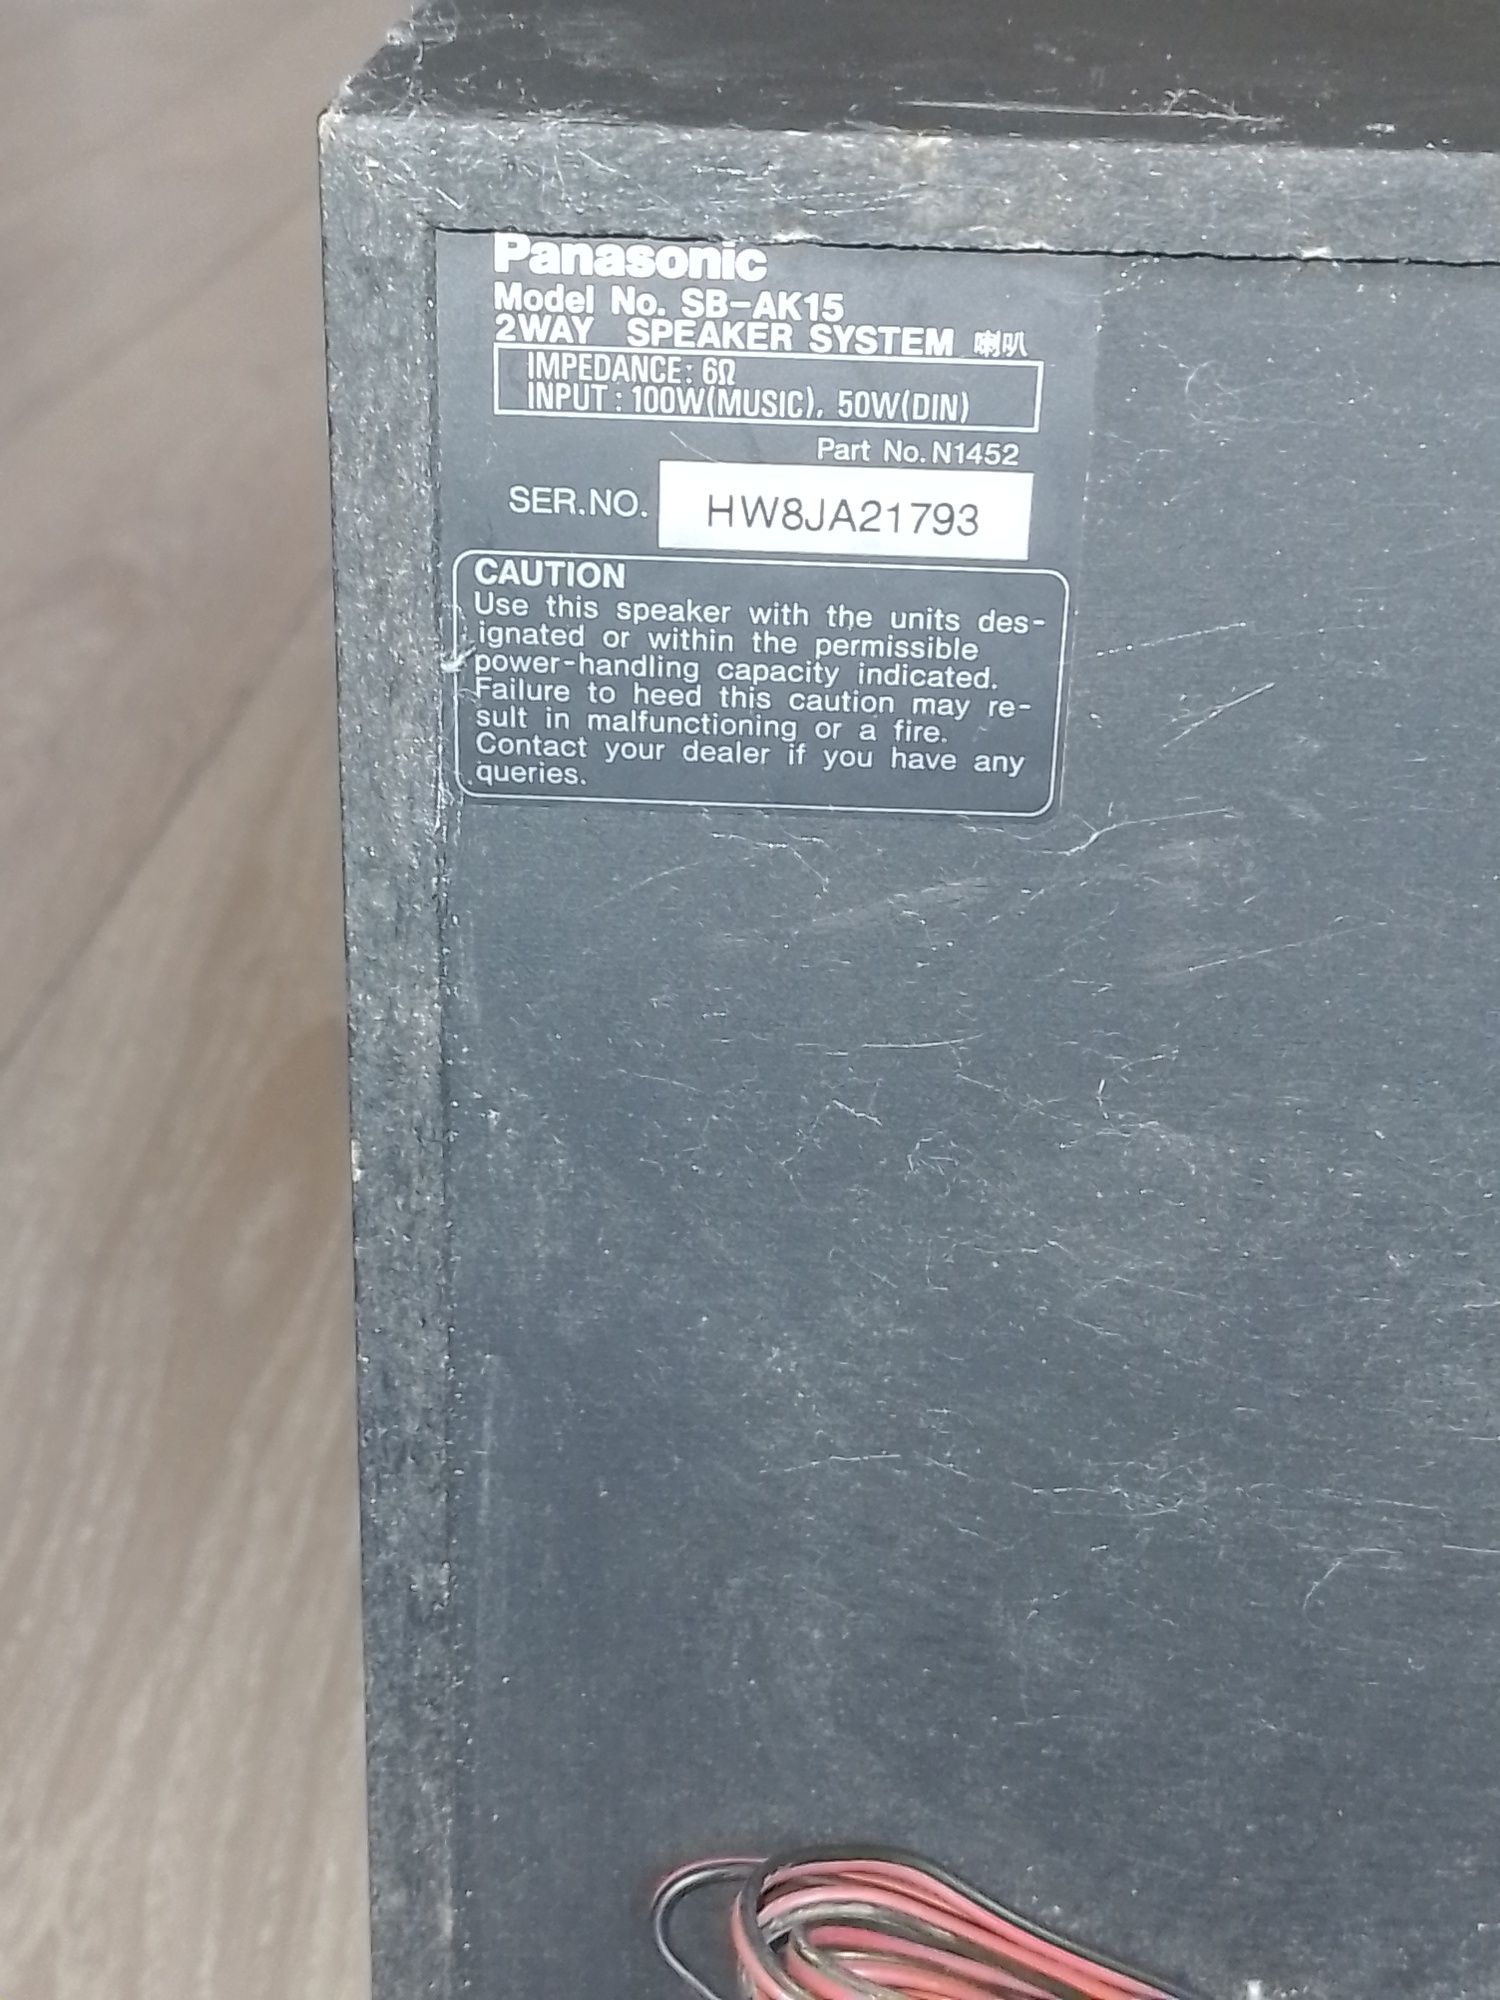 Panasonic
Model No. SB-AK15
2WAY SPEAKER SYSTEM 喇叭
IMPEDANCE: 6Ω
INPUT : 100W(MUSIC), 50W(DIN)
Part No. N1452
SER.NO. HW8JA21793
CAUTION
Use this speaker with the units des-
ignated or within the permissible
power-handling capacity indicated.
Failure to heed this caution may re-
sult in malfunctioning or a fire.
Contact your dealer if you have any
queries.